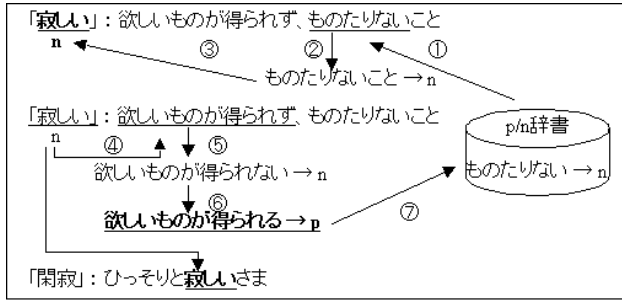 「寂しい」：欲しいものが得られず、ものたりないこと
n ③ ② ①
ものたりないこと→n
「寂しい」：欲しいものが得られず、ものたりないこと
p/n辞書
n ④ ⑤
ものたりない→n
欲しいものが得られない→n
⑥
欲しいものが得られる→p
⑦
「閑寂」：ひっそりと寂しいさま